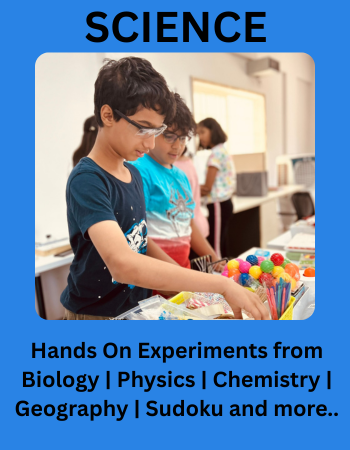 SCIENCE
Hands On Experiments from
Biology | Physics | Chemistry |
Geography | Sudoku and more..